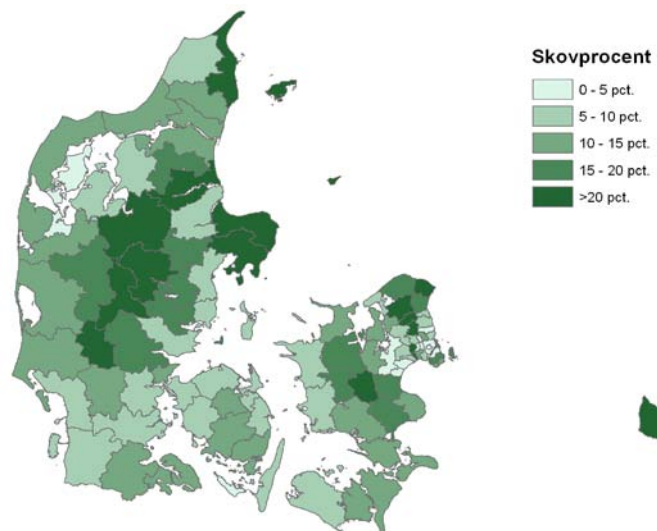 Skovprocent
0 - 5 pct.
5 - 10 pct.
10 - 15 pct.
15 - 20 pct.
>20 pct.